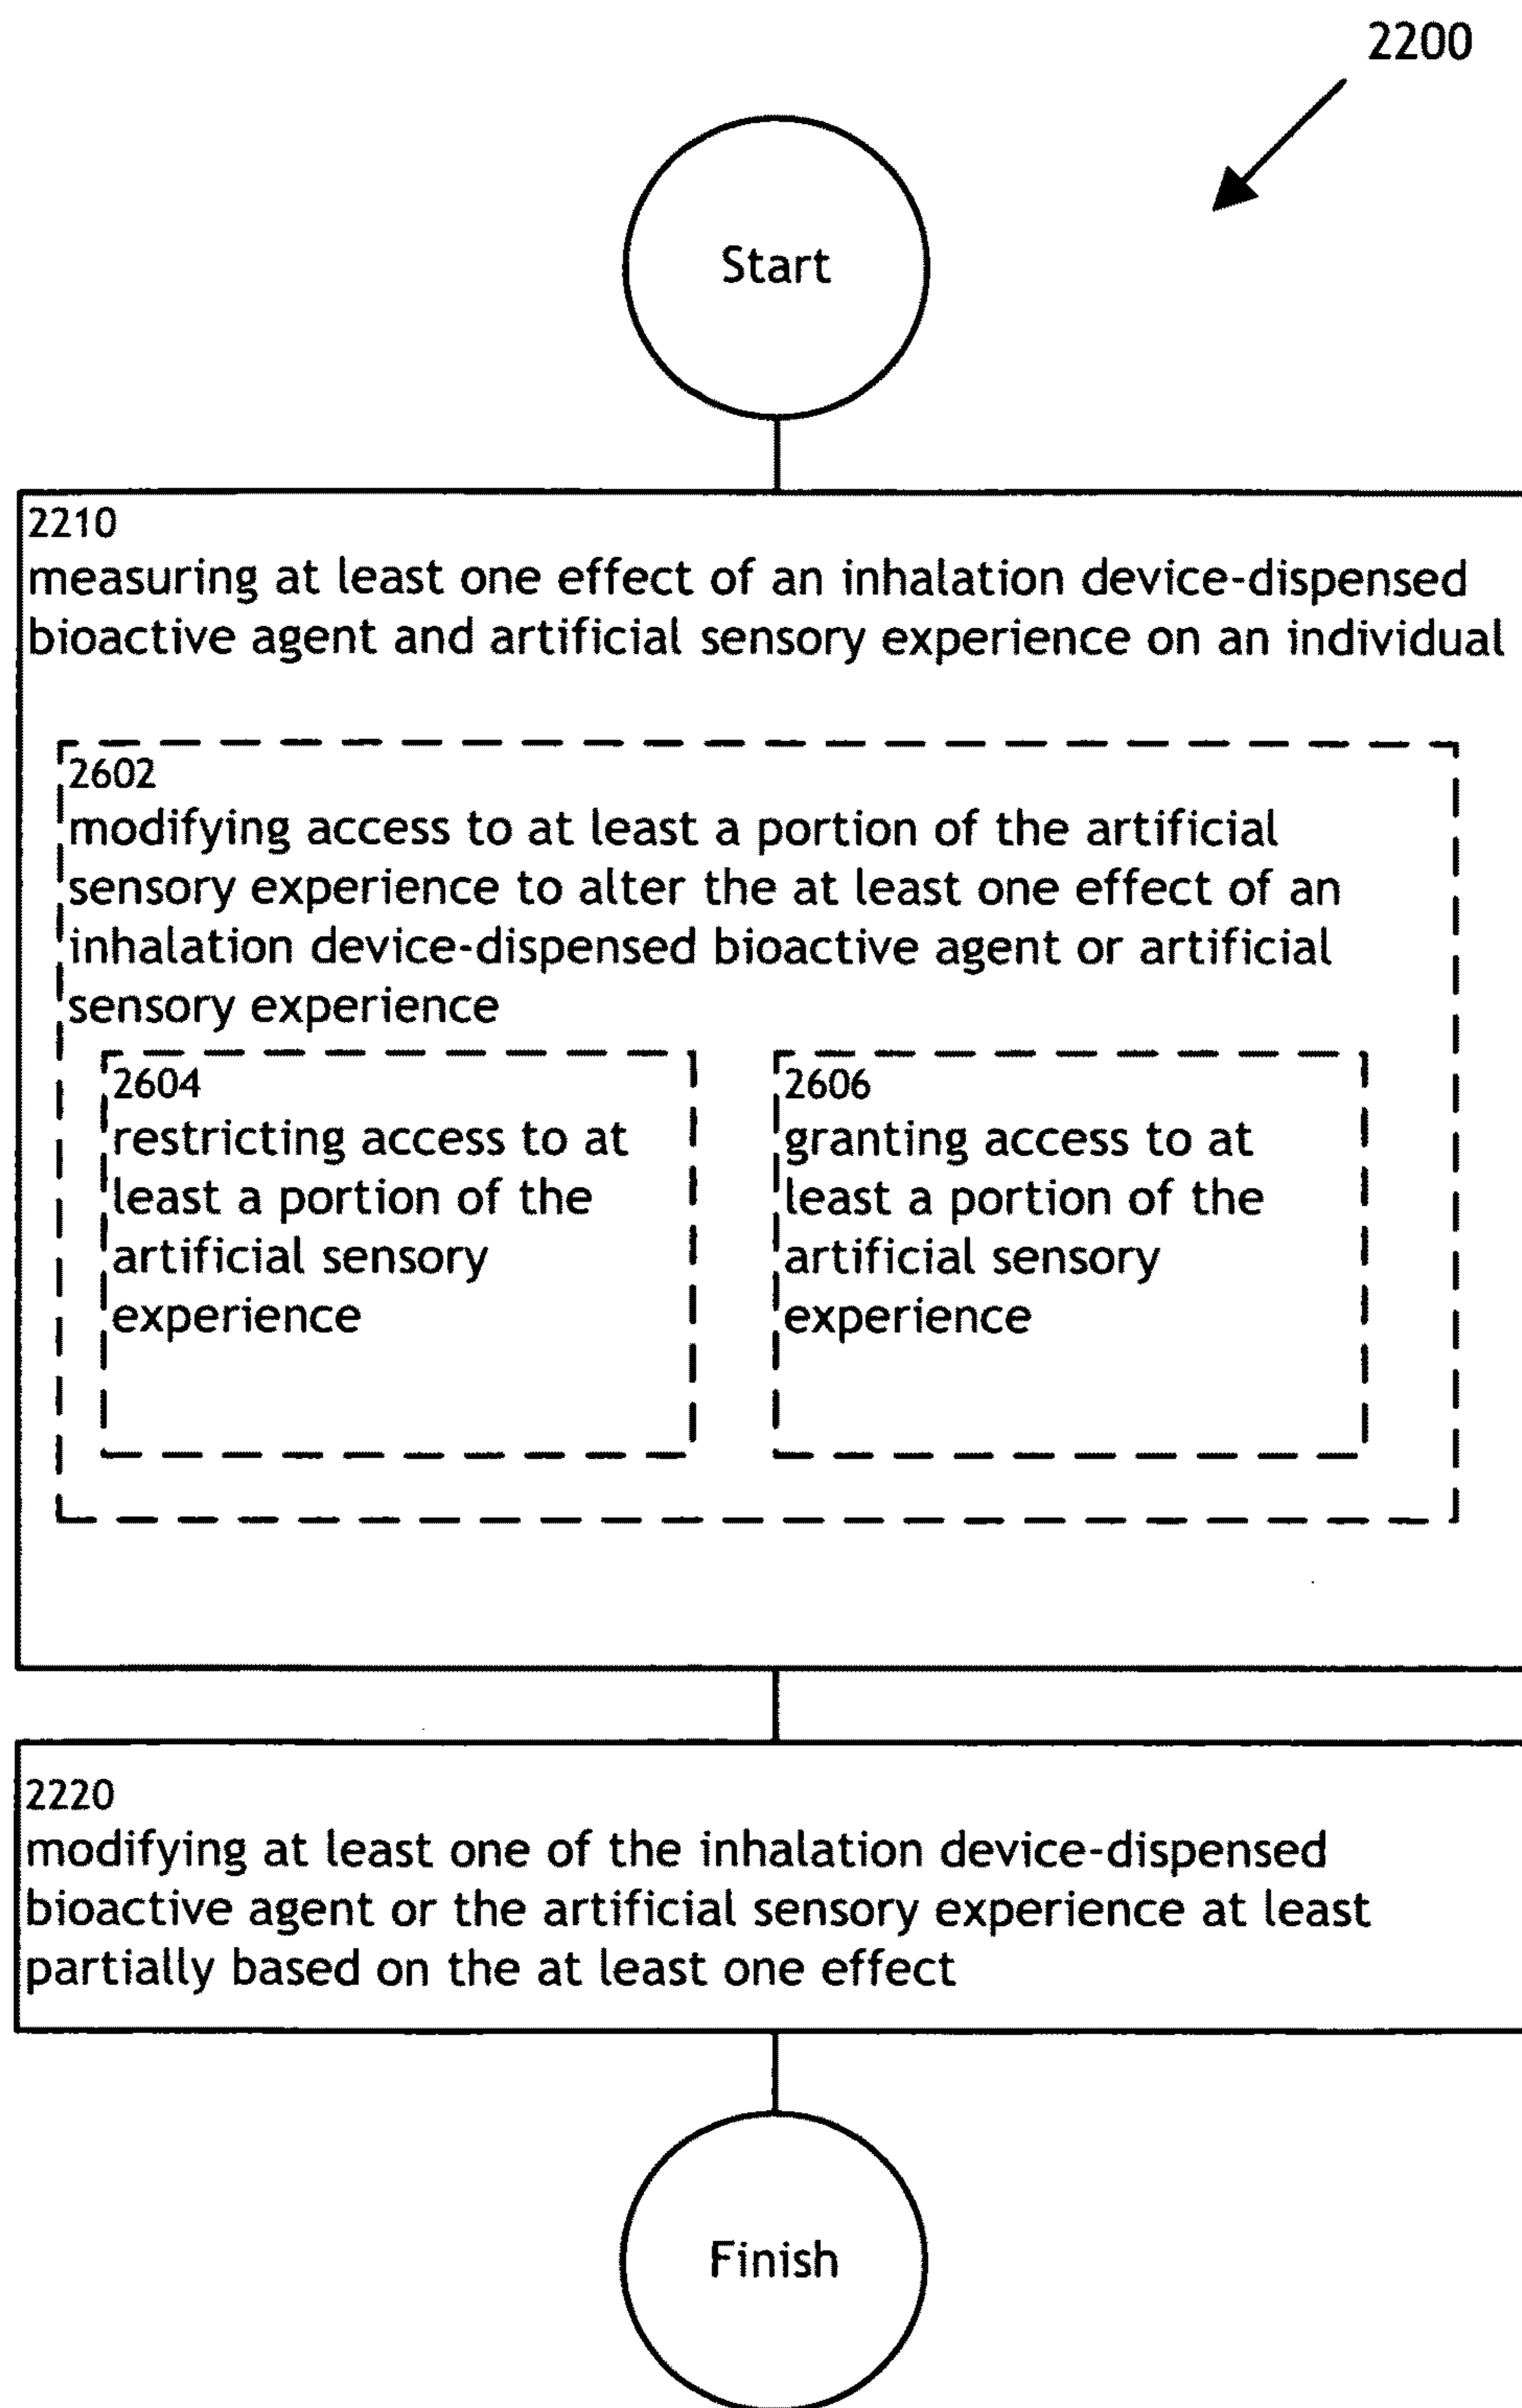 2200
Start
2210
measuring at least one effect of an inhalation device-dispensed
bioactive agent and artificial sensory experience on an individual
2602
modifying access to at least a portion of the artificial
sensory experience to alter the at least one effect of an
inhalation device-dispensed bioactive agent or artificial
sensory experience
2604
restricting access to at
least a portion of the
artificial sensory
experience
2606
granting access to at
least a portion of the
artificial sensory
experience
2220
modifying at least one of the inhalation device-dispensed
bioactive agent or the artificial sensory experience at least
partially based on the at least one effect
Finish